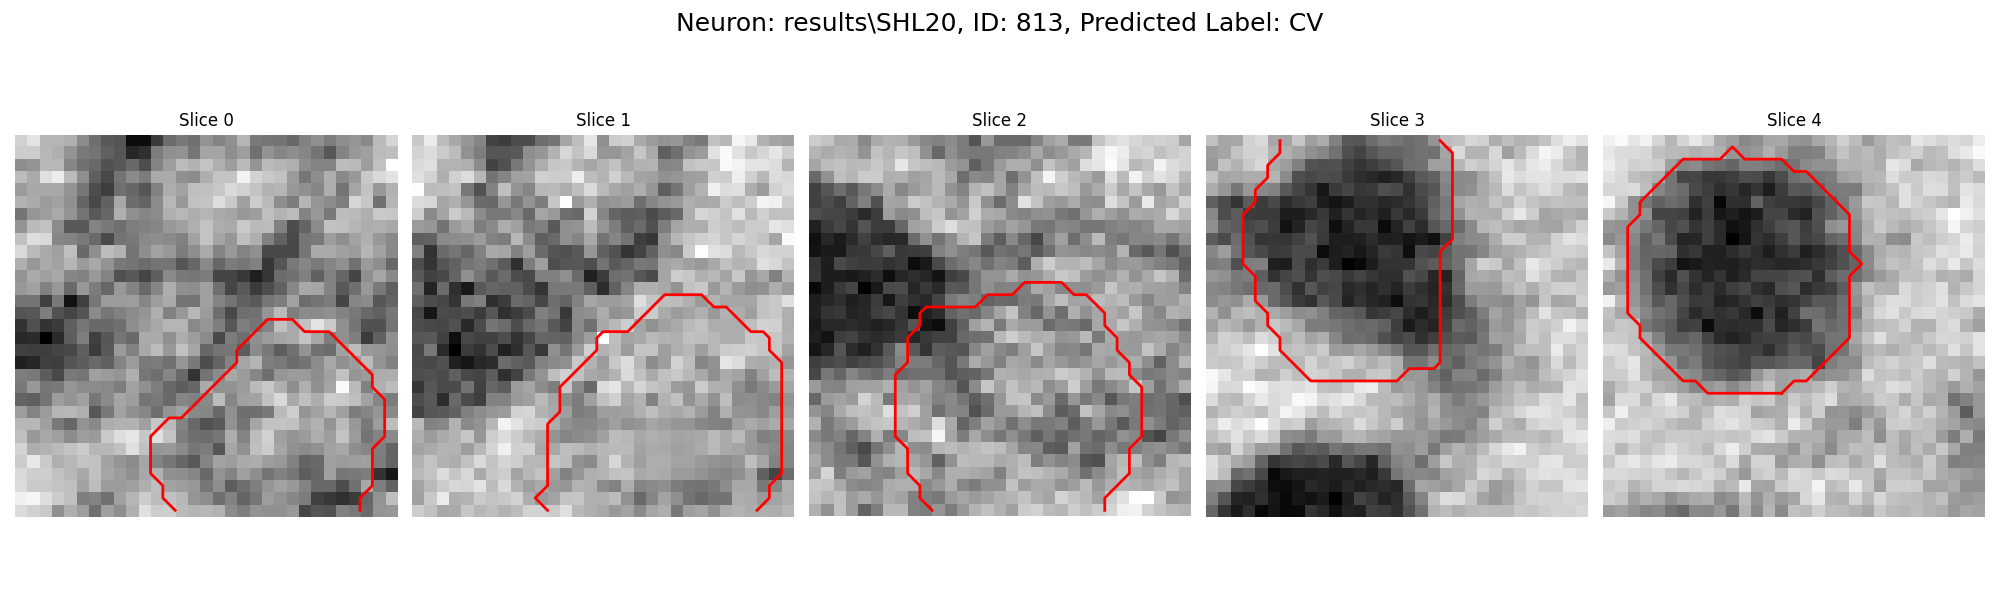 Neuron: results\SHL20, ID: 813, Predicted Label: CV
Slice 0
Slice 1
Slice 2
Slice 3
Slice 4